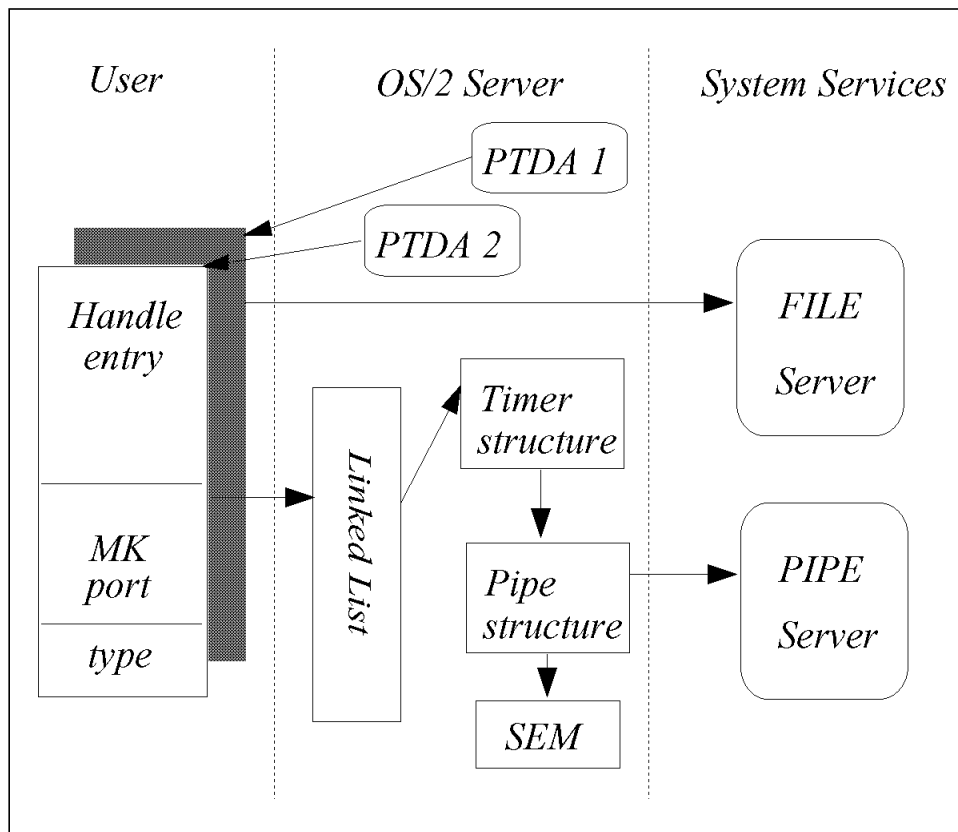 User
OS/2 Server
System Services
PTDA 1
PTDA 2
Handle
entry
MK
port
type
Linked List
Timer
structure
Pipe
structure
SEM
FILE
Server
PIPE
Server